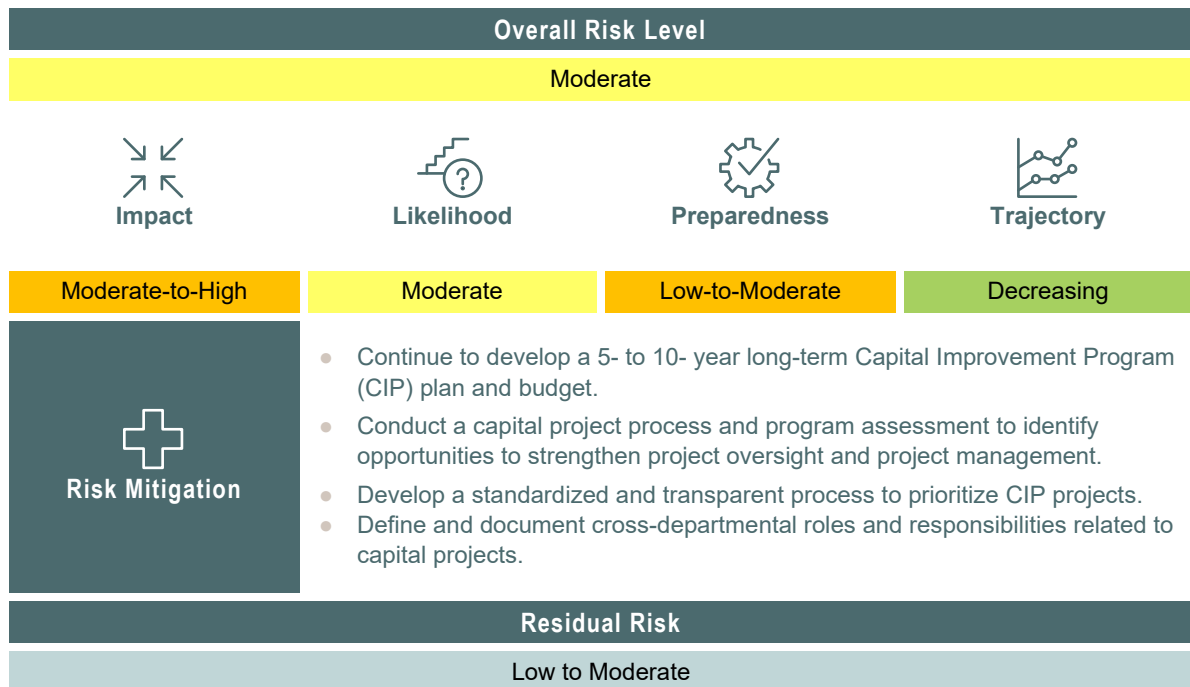 Overall Risk Level
Moderate
Impact
Likelihood
Preparedness
Trajectory
Moderate-to-High
Moderate
Low-to-Moderate
Decreasing
Risk Mitigation
● Continue to develop a 5- to 10- year long-term Capital Improvement Program
(CIP) plan and budget.
● Conduct a capital project process and program assessment to identify
opportunities to strengthen project oversight and project management.
● Develop a standardized and transparent process to prioritize CIP projects.
● Define and document cross-departmental roles and responsibilities related to
capital projects.
Residual Risk
Low to Moderate